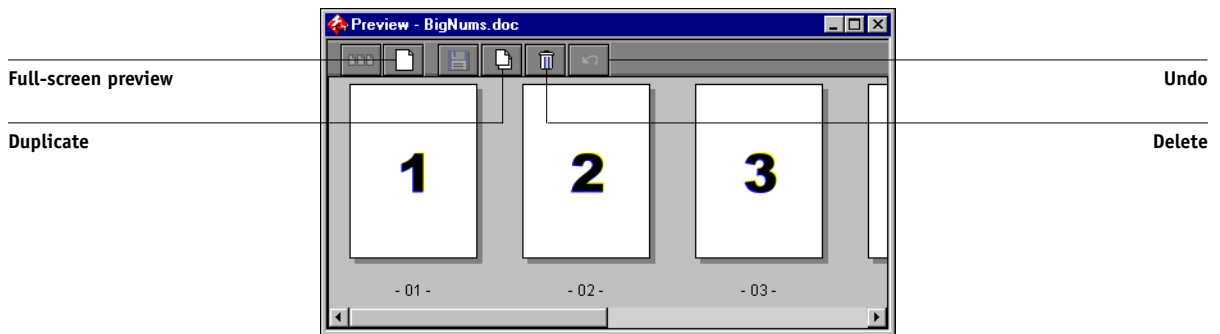 Preview - BigNums.doc
Full-screen preview
Undo
Duplicate
Delete
1 2 3
- 01 - - 02 - - 03 -